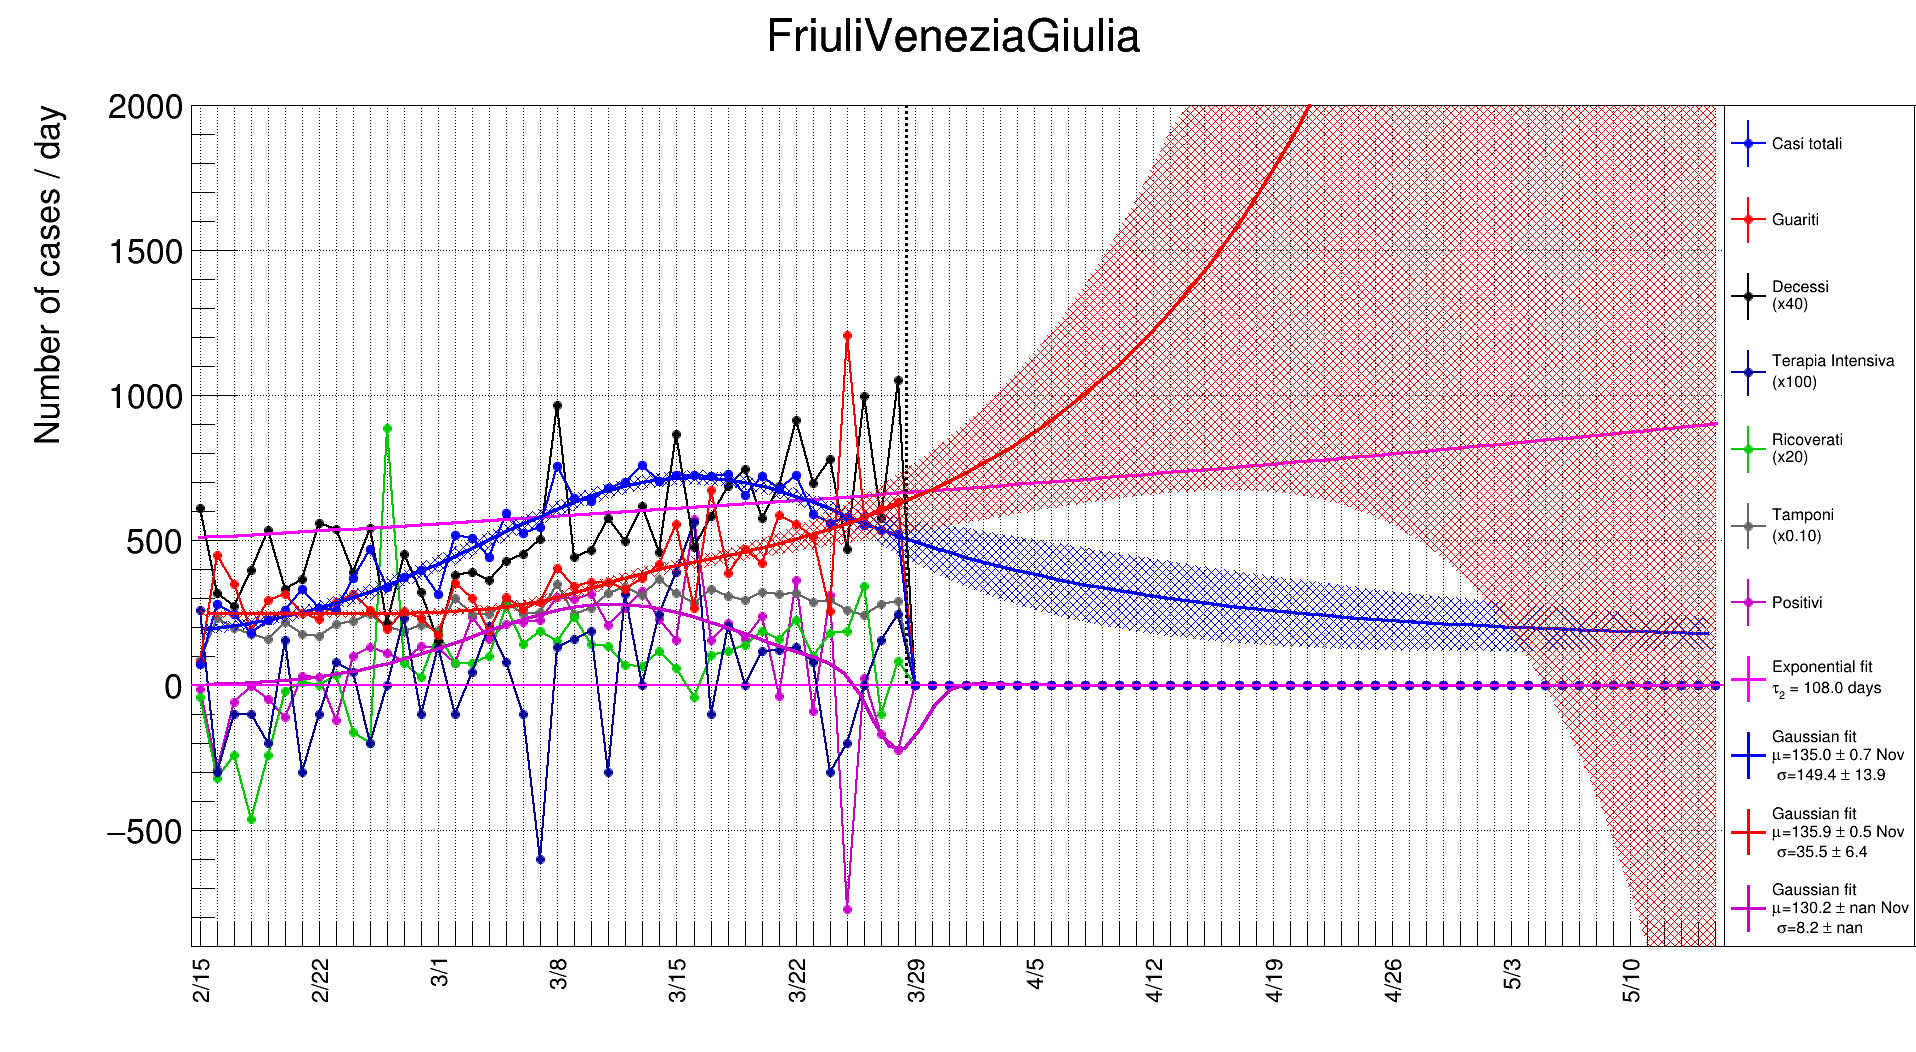 FriuliVeneziaGiulia
Number of cases / day
2000
1500
1000
500
0
−500
2/15
2/22
3/1
3/8
3/15
3/22
3/29
4/5
4/12
4/19
4/26
5/3
5/10
Casi totali
Guariti
Decessi
(x40)
Terapia Intensiva
(x100)
Ricoverati
(x20)
Tamponi
(x0.10)
Positivi
Exponential fit
τ2 = 108.0 days
Gaussian fit
μ=135.0 ± 0.7 Nov
σ=149.4 ± 13.9
Gaussian fit
μ=135.9 ± 0.5 Nov
σ=35.5 ± 6.4
Gaussian fit
μ=130.2 ± nan Nov
σ=8.2 ± nan